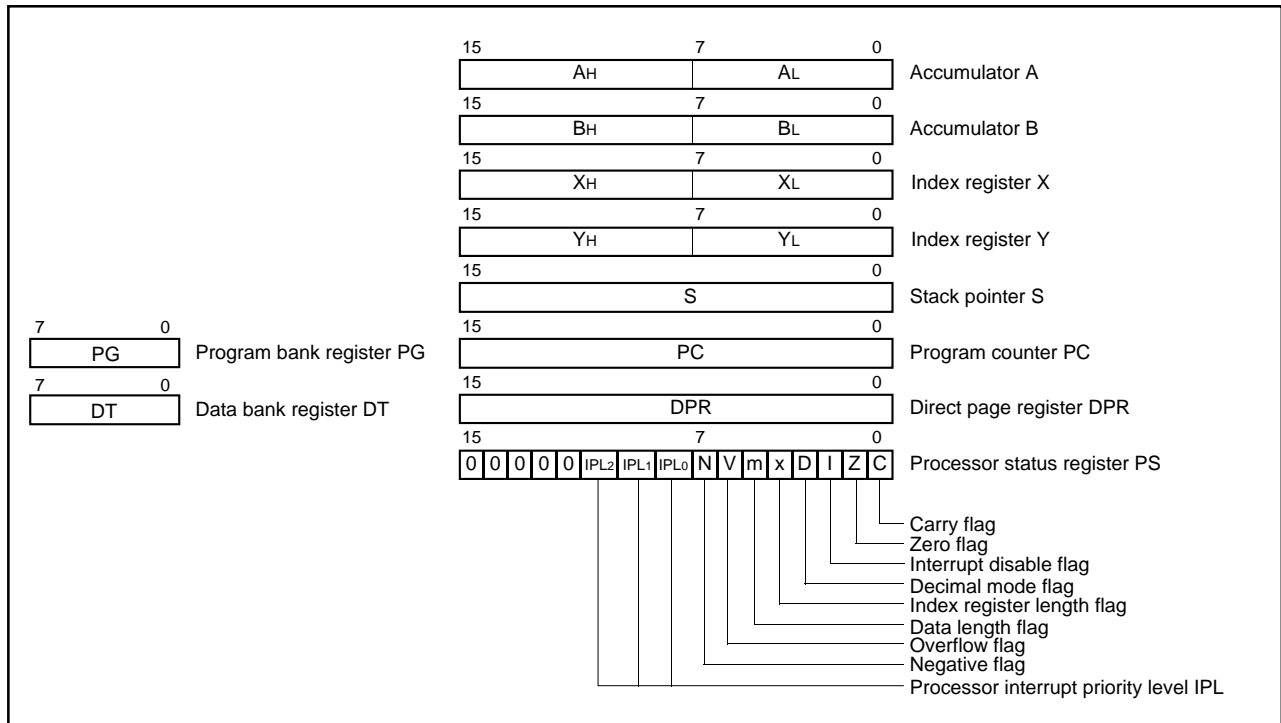 15 7 0
AH AL Accumulator A
15 7 0
BH BL Accumulator B
15 7 0
XH XL Index register X
15 7 0
YH YL Index register Y
15 0
S Stack pointer S
7 0
PG Program bank register PG
15 0
PC Program counter PC
7 0
DT Data bank register DT
15 0
DPR Direct page register DPR
15 7 0
0 0 0 0 0 IPL2 IPL1 IPL0 N V m x D I Z C Processor status register PS
Carry flag
Zero flag
Interrupt disable flag
Decimal mode flag
Index register length flag
Data length flag
Overflow flag
Negative flag
Processor interrupt priority level IPL